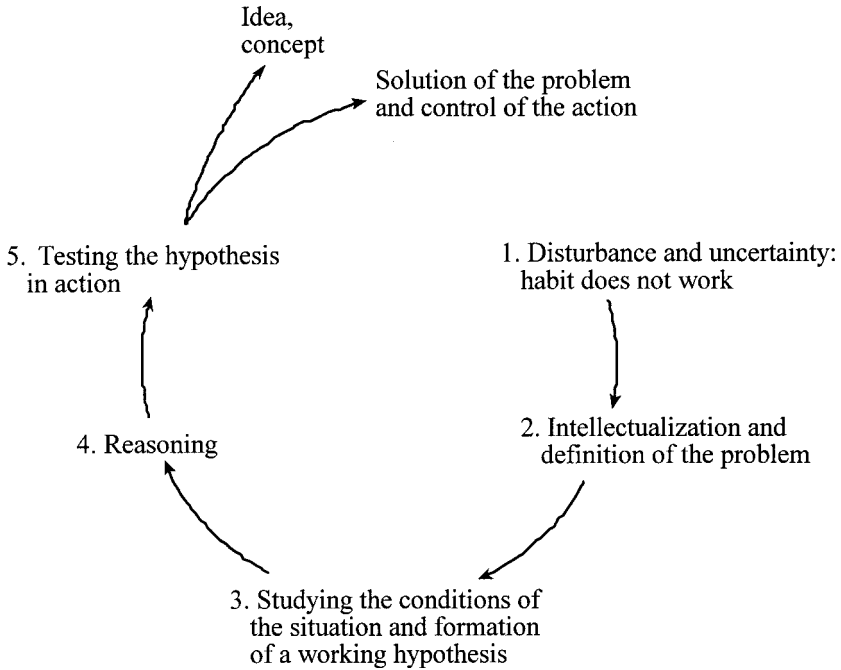 Idea,
concept
Solution of the problem
and control of the action
5. Testing the hypothesis
in action
1. Disturbance and uncertainty:
habit does not work
2. Intellectualization and
definition of the problem
4. Reasoning
3. Studying the conditions of
the situation and formation
of a working hypothesis